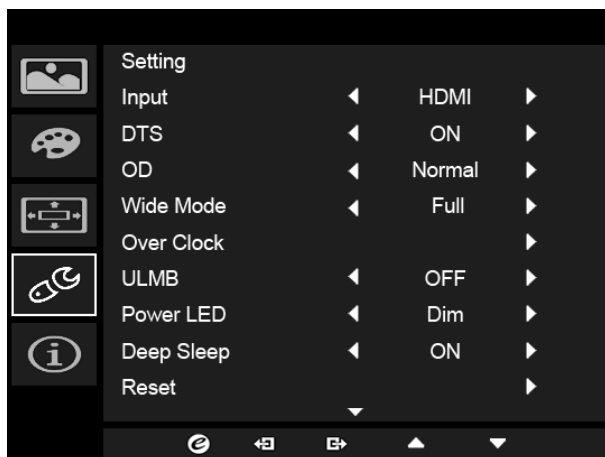 Setting
Input HDMI
DTS ON
OD Normal
Wide Mode Full
Over Clock
ULMB OFF
Power LED Dim
Deep Sleep ON
Reset